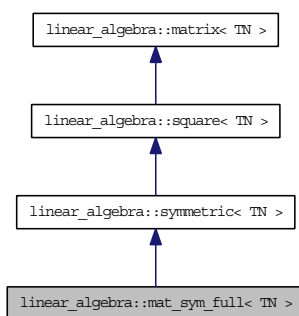 linear_algebra::matrix< TN >
linear_algebra::square< TN >
linear_algebra::symmetric< TN >
linear_algebra::mat_sym_full< TN >